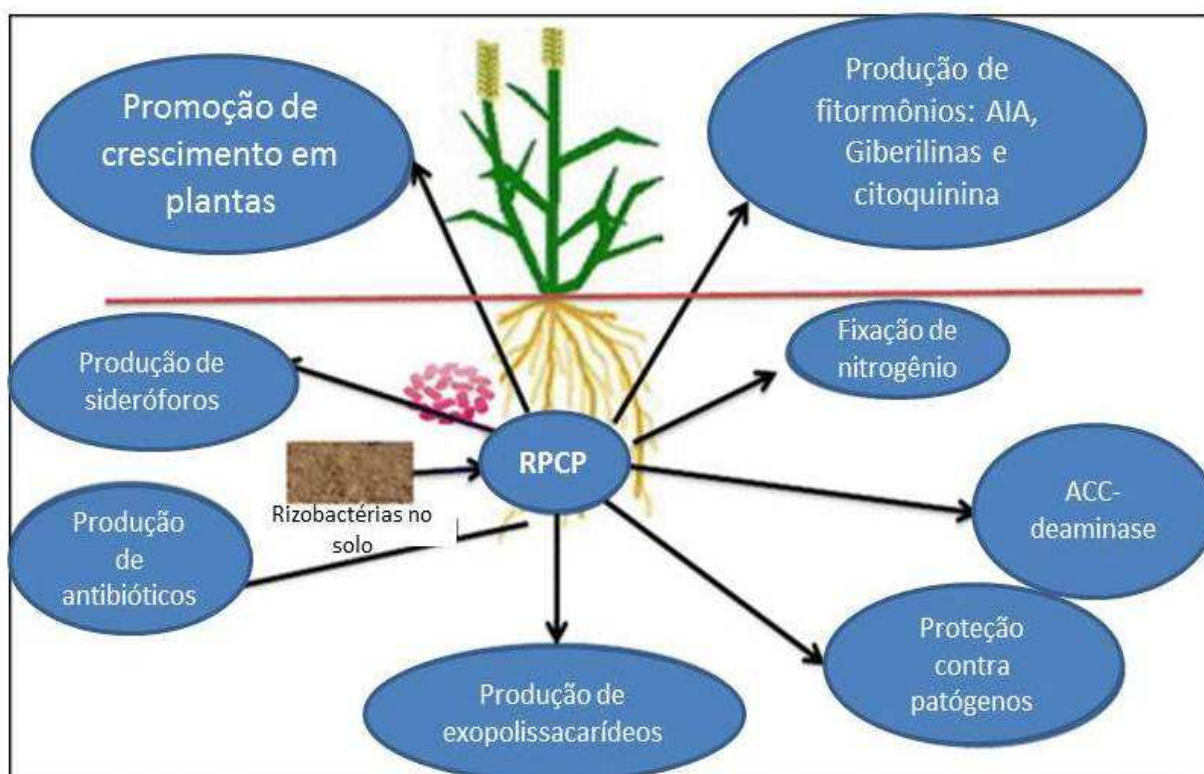 Promoção de
crescimento em
plantas
Produção de
fitormônios: AIA,
Giberilinas e
citoquinina
Produção de
sideróforos
Fixação de
nitrogênio
RPCP
Rizobactérias no
solo
Produção
de
antibióticos
ACC-
deaminase
Produção de
exopolissacarídeos
Proteção
contra
patógenos